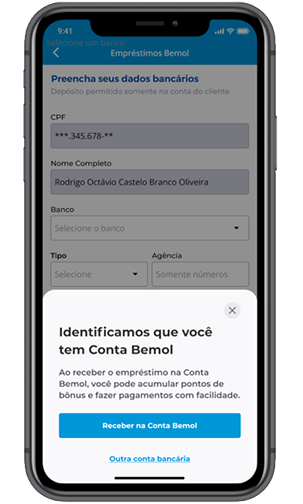 9:41
Selecione um banco
Empréstimos Bemol
Preencha seus dados bancários
Depósito permitido somente na conta do cliente
CPF
***.345.678-**
Nome Completo
Rodrigo Octávio Castelo Branco Oliveira
Banco
Selecione o banco
Tipo Agência
Selecione Somente números
Identificamos que você
tem Conta Bemol
Ao receber o empréstimo na Conta
Bemol, você pode acumular pontos de
bônus e fazer pagamentos com facilidade.
Receber na Conta Bemol
Outra conta bancária